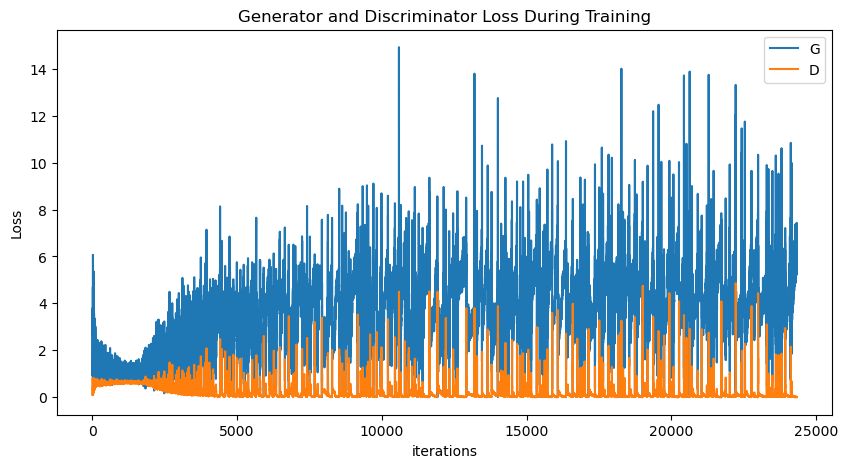 Generator and Discriminator Loss During Training
G
D
14
12
10
8
6
4
2
0
Loss
0
5000
10000
15000
20000
25000
iterations